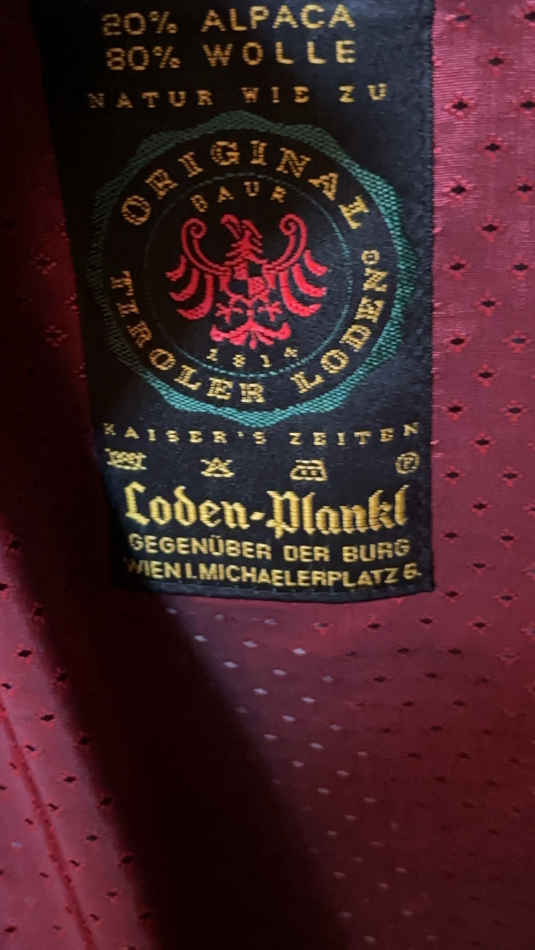 20% ALPACA
80% WOLLE
NATUR WIE ZU
ORIGINAL
BAUR
TIROLER LODEN
1814
KAISER'S ZEITEN
P
Loden-Plankl
GEGENÜBER DER BURG
WIEN I. MICHAELERPLATZ 6.